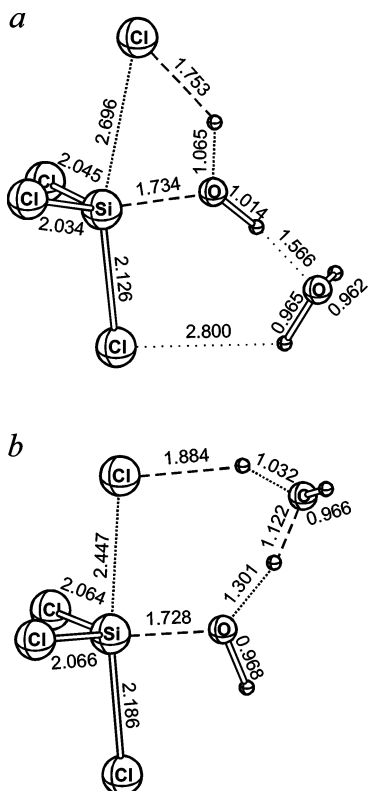 a
Cl
1.753
2.696
1.065
2.045
Cl
Cl
Si
1.734
O
1.014
2.034
1.566
2.126
O
0.965
0.962
Cl
2.800
b
Cl
1.884
1.032
O
0.966
1.122
2.447
1.301
2.064
Cl
Cl
Si
1.728
O
2.066
0.968
2.186
Cl